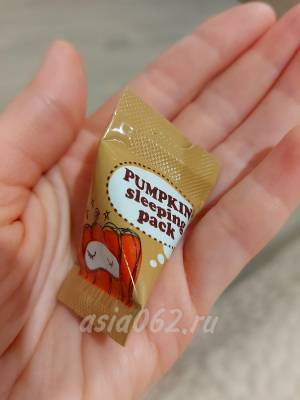 PUMPKIN
sleeping
pack
asia062.ru